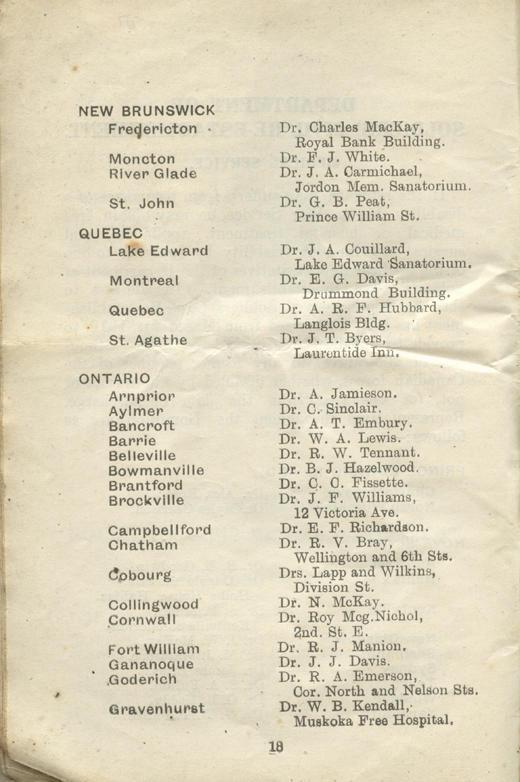 NEW BRUNSWICK
Fredericton Dr. Charles MacKay,
Royal Bank Building.
Moncton Dr. F. J. White.
River Glade Dr. J. A. Carmichael,
Jordon Mem. Sanatorium.
St. John Dr. G. B. Peat,
Prince William St.
QUEBEC
Lake Edward Dr. J. A. Couillard,
Lake Edward Sanatorium.
Montreal Dr. E. G. Davis,
Drummond Building.
Quebec Dr. A. R. F. Hubbard,
Langlois Bldg.
St. Agathe Dr. J. T. Byers,
Laurentide Inn.
ONTARIO
Arnprior Dr. A. Jamieson.
Aylmer Dr. C. Sinclair.
Bancroft Dr. A. T. Embury.
Barrie Dr. W. A. Lewis.
Belleville Dr. R. W. Tennant.
Bowmanville Dr. B. J. Hazelwood.
Brantford Dr. C. C. Fissette.
Brockville Dr. J. F. Williams,
12 Victoria Ave.
Campbellford Dr. E. F. Richardson.
Chatham Dr. R. V. Bray,
Wellington and 6th Sts.
Cobourg Drs. Lapp and Wilkins,
Division St.
Collingwood Dr. N. McKay.
Cornwall Dr. Roy Mcg.Nichol,
2nd. St. E.
Fort William Dr. R. J. Manion.
Gananoque Dr. J. J. Davis.
Goderich Dr. R. A. Emerson,
Cor. North and Nelson Sts.
Gravenhurst Dr. W. B. Kendall,
Muskoka Free Hospital.
18